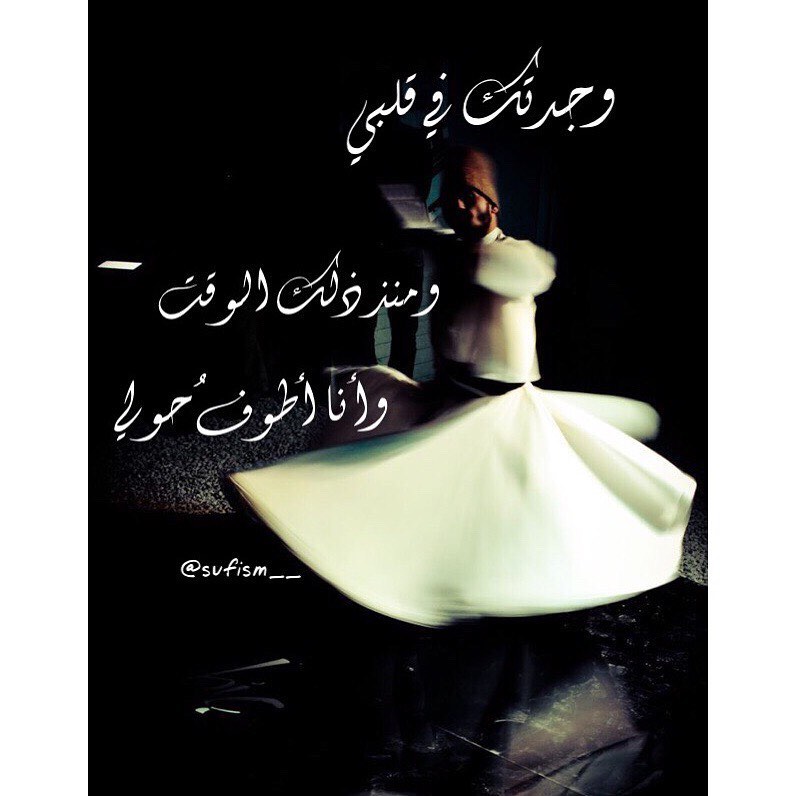 وجدتك في قلبي
ومنذ ذلك الوقت
وأنا أطوفُ حولي
@sufism__